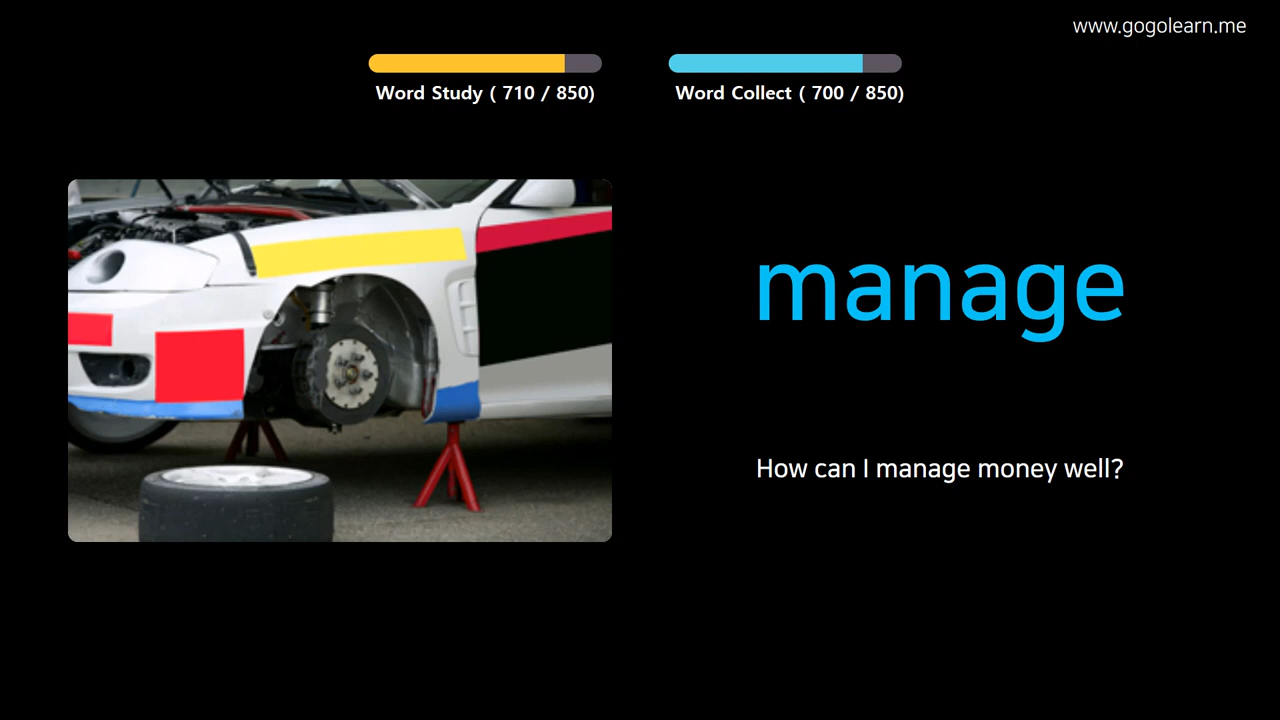 www.gogolearn.me
Word Study ( 710 / 850)
Word Collect ( 700 / 850)
manage
How can I manage money well?